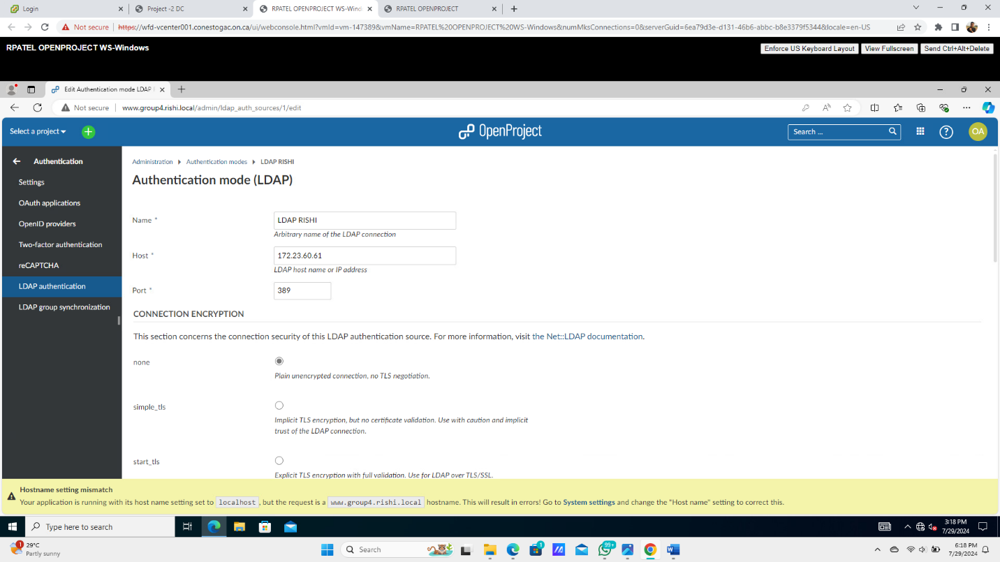 Login
Project -2 DC
RPATEL OPENPROJECT WS-Wind
RPATEL OPENPROJECT
Not secure
https://wfd-vcenter001.conestogac.on.ca/ui/webconsole.html?vmId=vm-147389&vmName=RPATEL%20OPENPROJECT%20WS-Windows&numMksConnections=0&serverGuid=6ea79d3e-d131-46b6-abbc-b8e3379f5344&locale=en-US
RPATEL OPENPROJECT WS-Windows
Enforce US Keyboard Layout
View Fullscreen
Send Ctrl+Alt+Delete
Edit Authentication mode LDAP
Not secure
www.group4.rishi.local/admin/ldap_auth_sources/1/edit
Select a project
OpenProject
Search ...
OA
Authentication
Settings
OAuth applications
OpenID providers
Two-factor authentication
reCAPTCHA
LDAP authentication
LDAP group synchronization
Administration
Authentication modes
LDAP RISHI
Authentication mode (LDAP)
Name *
LDAP RISHI
Arbitrary name of the LDAP connection
Host *
172.23.60.61
LDAP host name or IP address
Port *
389
CONNECTION ENCRYPTION
This section concerns the connection security of this LDAP authentication source. For more information, visit the Net::LDAP documentation.
none
Plain unencrypted connection, no TLS negotiation.
simple_tls
Implicit TLS encryption, but no certificate validation. Use with caution and implicit
trust of the LDAP connection.
start_tls
Explicit TLS encryption with full validation. Use for LDAP over TLS/SSL.
Hostname setting mismatch
Your application is running with its host name setting set to localhost, but the request is a www.group4.rishi.local hostname. This will result in errors! Go to System settings and change the "Host name" setting to correct this.
Type here to search
3:18 PM
7/29/2024
1
29°C
Partly sunny
Search
1
99+
6:18 PM
7/29/2024